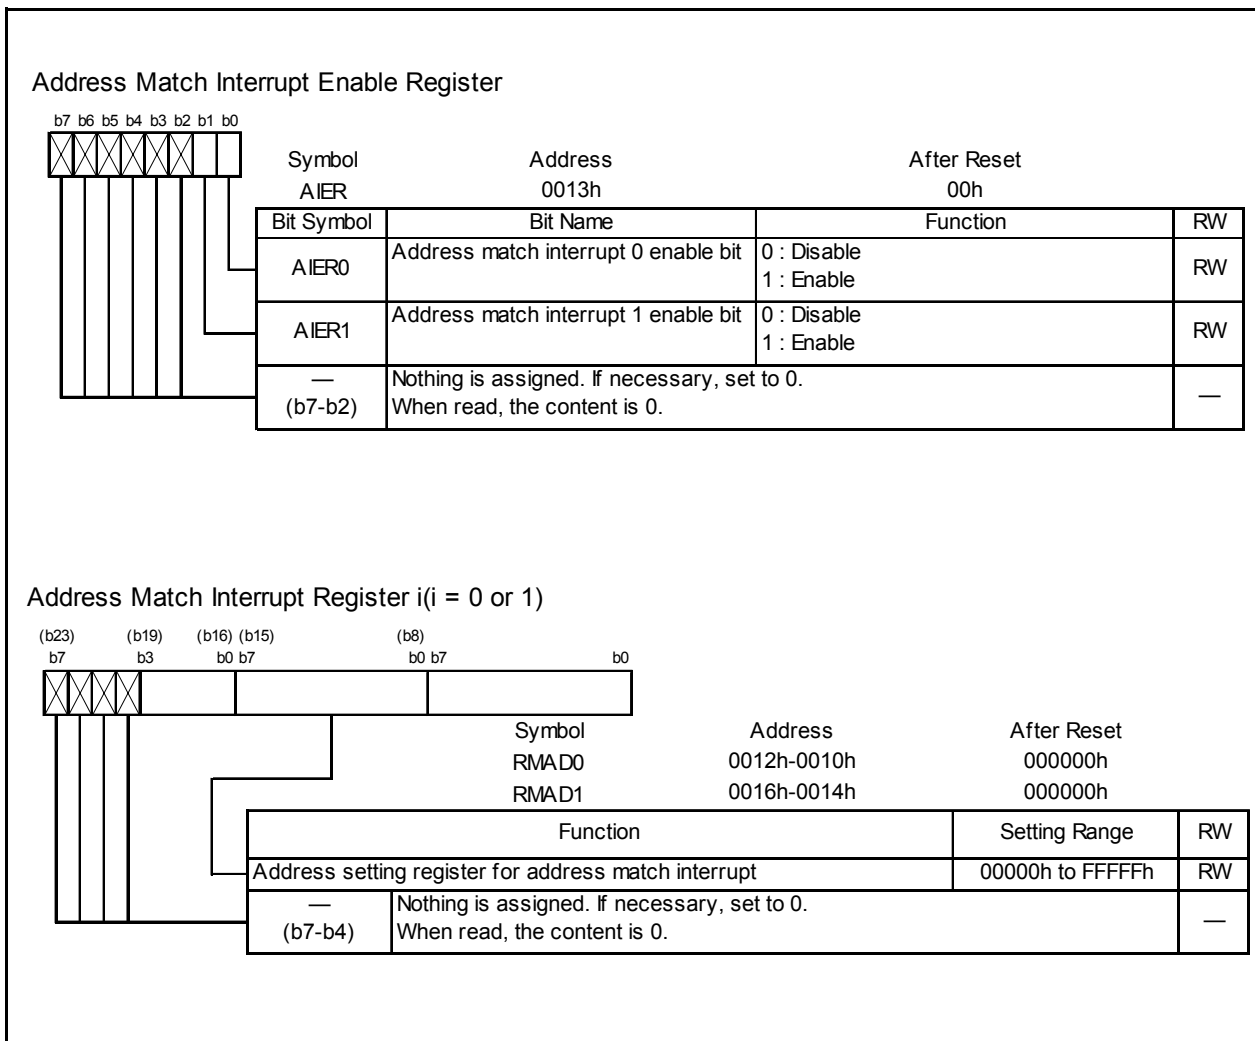 Address Match Interrupt Enable Register
b7 b6 b5 b4 b3 b2 b1 b0
Symbol Address After Reset
AIER 0013h 00h
Bit Symbol Bit Name Function RW
AIER0 Address match interrupt 0 enable bit 0 : Disable RW
1 : Enable
AIER1 Address match interrupt 1 enable bit 0 : Disable RW
1 : Enable
— Nothing is assigned. If necessary, set to 0. —
(b7-b2) When read, the content is 0.
Address Match Interrupt Register i(i = 0 or 1)
(b23) (b19) (b16) (b15) (b8)
b7 b3 b0 b7 b0 b7 b0
Symbol Address After Reset
RMAD0 0012h-0010h 000000h
RMAD1 0016h-0014h 000000h
Function Setting Range RW
Address setting register for address match interrupt 00000h to FFFFFh RW
— Nothing is assigned. If necessary, set to 0. —
(b7-b4) When read, the content is 0.